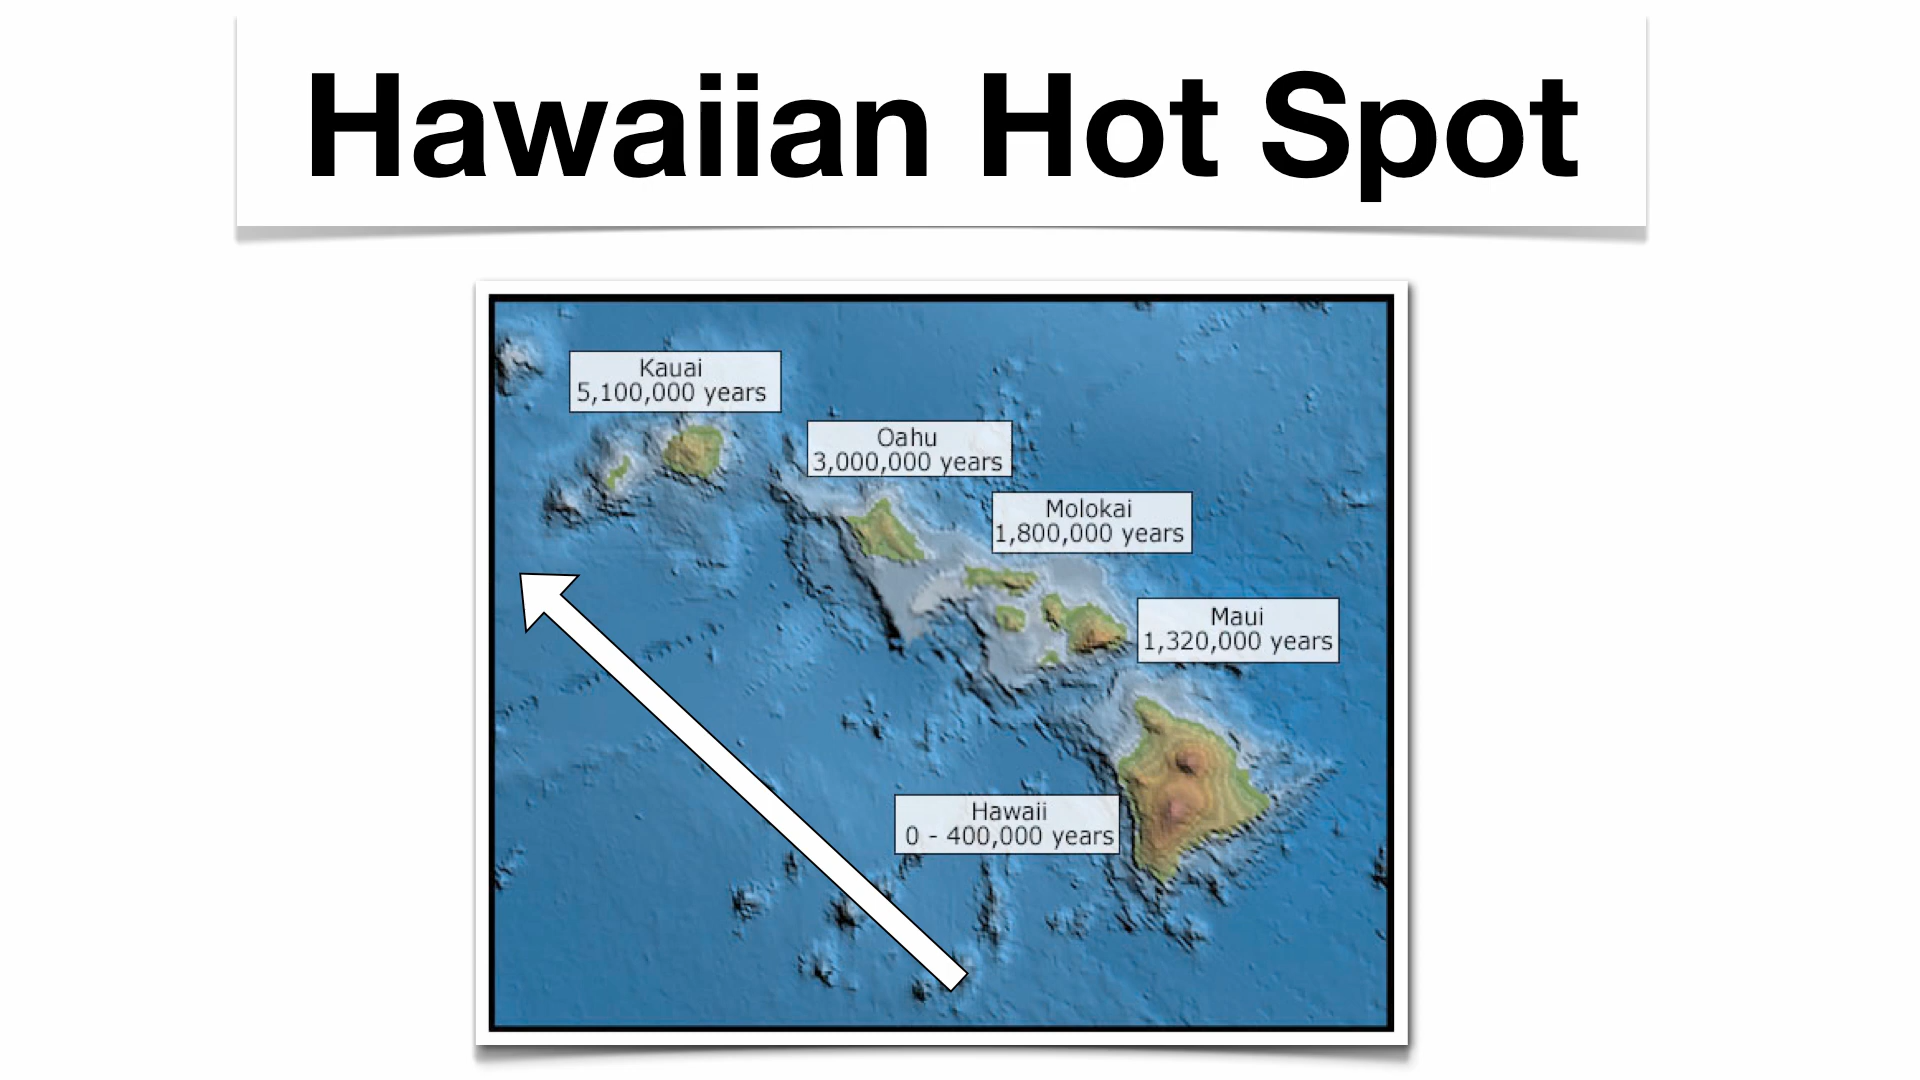 Hawaiian Hot Spot
Kauai
5,100,000 years
Oahu
3,000,000 years
Molokai
1,800,000 years
Maui
1,320,000 years
Hawaii
0 - 400,000 years